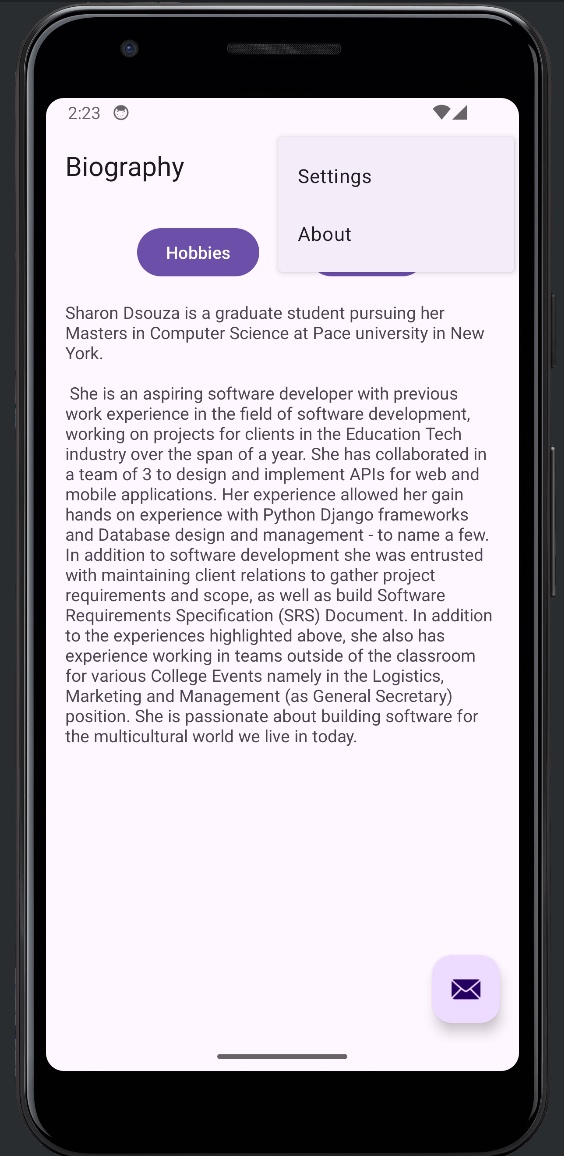 2:23
Biography
Settings
About
Hobbies
Sharon Dsouza is a graduate student pursuing her
Masters in Computer Science at Pace university in New
York.
She is an aspiring software developer with previous
work experience in the field of software development,
working on projects for clients in the Education Tech
industry over the span of a year. She has collaborated in
a team of 3 to design and implement APIs for web and
mobile applications. Her experience allowed her gain
hands on experience with Python Django frameworks
and Database design and management - to name a few.
In addition to software development she was entrusted
with maintaining client relations to gather project
requirements and scope, as well as build Software
Requirements Specification (SRS) Document. In addition
to the experiences highlighted above, she also has
experience working in teams outside of the classroom
for various College Events namely in the Logistics,
Marketing and Management (as General Secretary)
position. She is passionate about building software for
the multicultural world we live in today.